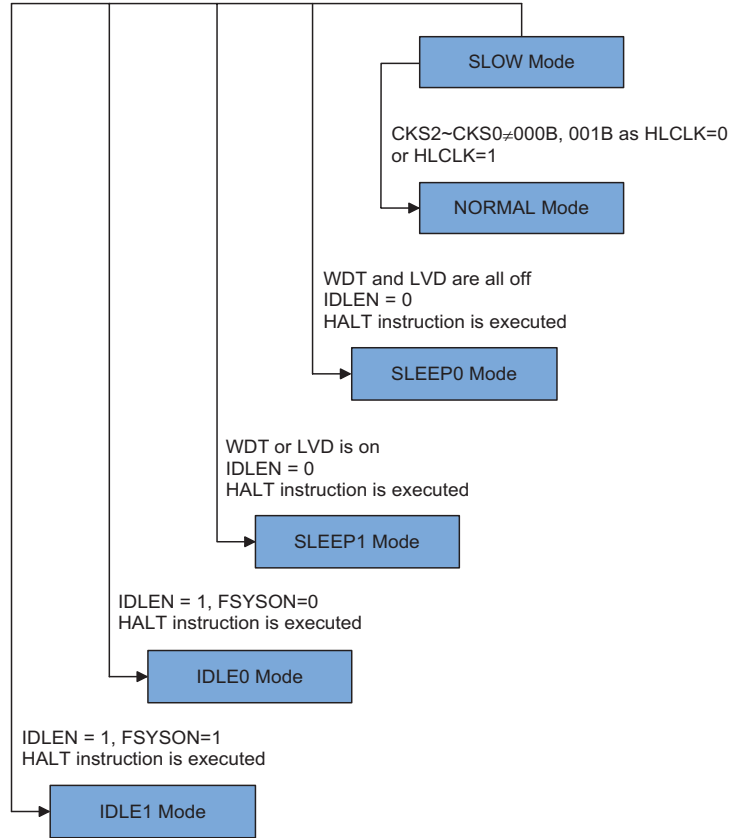 SLOW Mode
CKS2~CKS0≠000B, 001B as HLCLK=0
or HLCLK=1
NORMAL Mode
WDT and LVD are all off
IDLEN = 0
HALT instruction is executed
SLEEP0 Mode
WDT or LVD is on
IDLEN = 0
HALT instruction is executed
SLEEP1 Mode
IDLEN = 1, FSYSON=0
HALT instruction is executed
IDLE0 Mode
IDLEN = 1, FSYSON=1
HALT instruction is executed
IDLE1 Mode